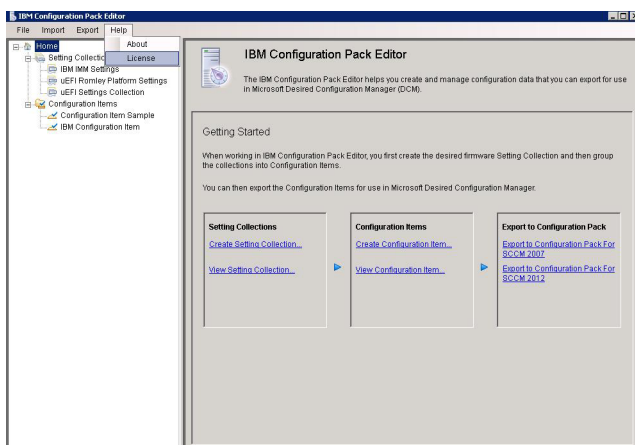 IBM Configuration Pack Editor
File Import Export Help
About
License
Home
Setting Collectic
IBM IMM Settings
uEFI Romley Platform Settings
uEFI Settings Collection
Configuration Items
Configuration Item Sample
IBM Configuration Item
IBM Configuration Pack Editor
The IBM Configuration Pack Editor helps you create and manage configuration data that you can export for use
in Microsoft Desired Configuration Manager (DCM).
Getting Started
When working in IBM Configuration Pack Editor, you first create the desired firmware Setting Collection and then group
the collections into Configuration Items.
You can then export the Configuration Items for use in Microsoft Desired Configuration Manager.
Setting Collections
Create Setting Collection...
View Setting Collection...
Configuration Items
Create Configuration Item...
View Configuration Item...
Export to Configuration Pack
Export to Configuration Pack For
SCCM 2007
Export to Configuration Pack For
SCCM 2012